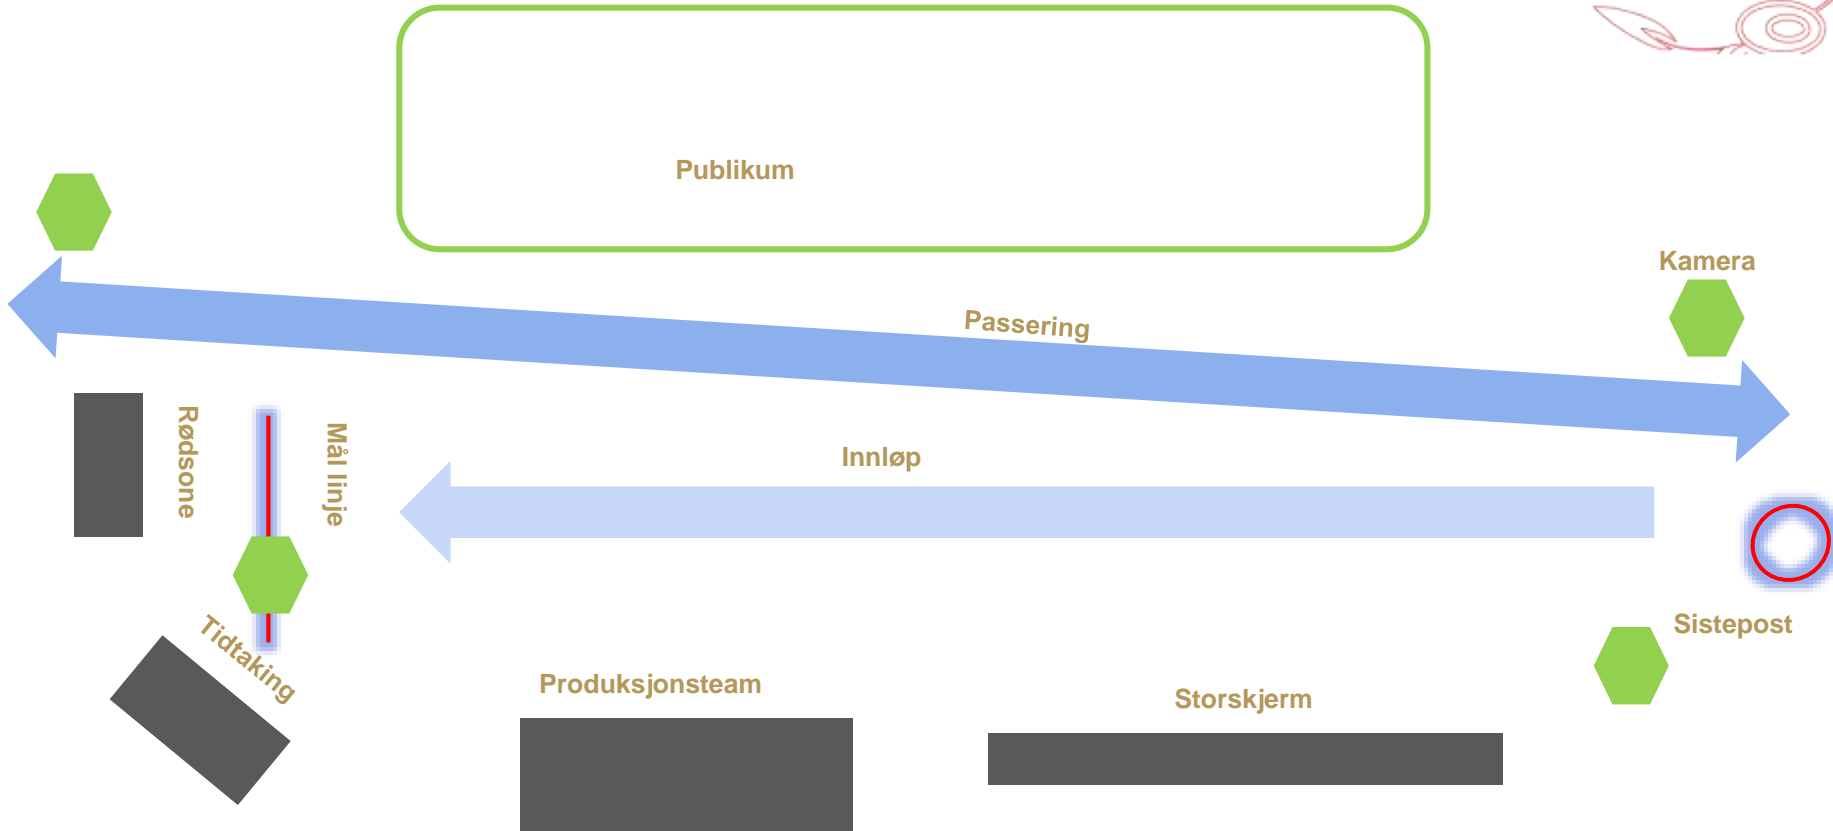 Publikum
Kamera
Passering
Rødsone
Mål linje
Innløp
Sistepost
Tidtaking
Produksjonsteam
Storskjerm